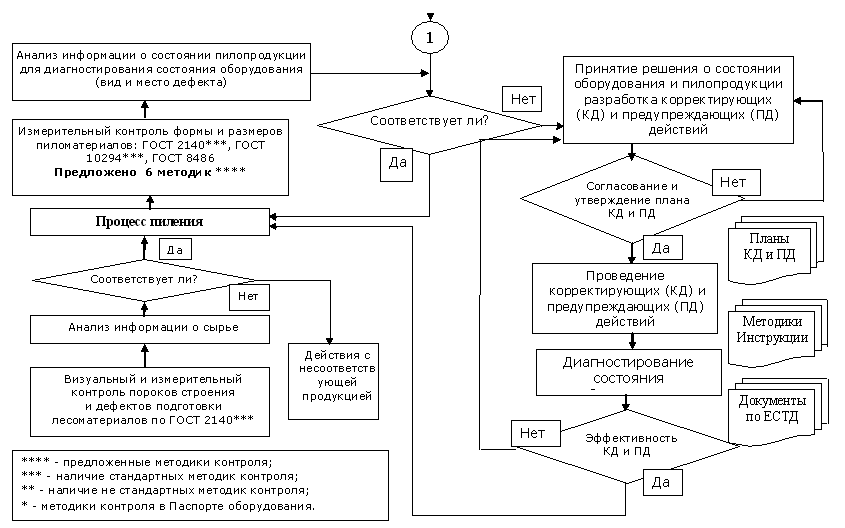 1
Анализ информации о состоянии пилопродукции
для диагностирования состояния оборудования
(вид и место дефекта)
Принятие решения о состоянии
оборудования и пилопродукции
разработка корректирующих
(КД) и предупреждающих (ПД)
действий
Нет
Соответствует ли?
Измерительный контроль формы и размеров
пиломатериалов: ГОСТ 2140***, ГОСТ
10294***, ГОСТ 8486
Предложено 6 методик ****
Да
Согласование и
утверждение плана
КД и ПД
Нет
Процесс пиления
Да
Да
Планы
КД и ПД
Соответствует ли?
Нет
Проведение
корректирующих (КД) и
предупреждающих (ПД)
действий
Анализ информации о сырье
Методики
Инструкции
Действия с
несоответств
ующей
продукцией
Диагностирование
состояния
Визуальный и измерительный
контроль пороков строения
и дефектов подготовки
лесоматериалов по ГОСТ 2140***
Документы
по ЕСТД
Нет
Эффективность
КД и ПД
Да
**** - предложенные методики контроля;
*** - наличие стандартных методик контроля;
** - наличие не стандартных методик контроля;
* - методики контроля в Паспорте оборудования.